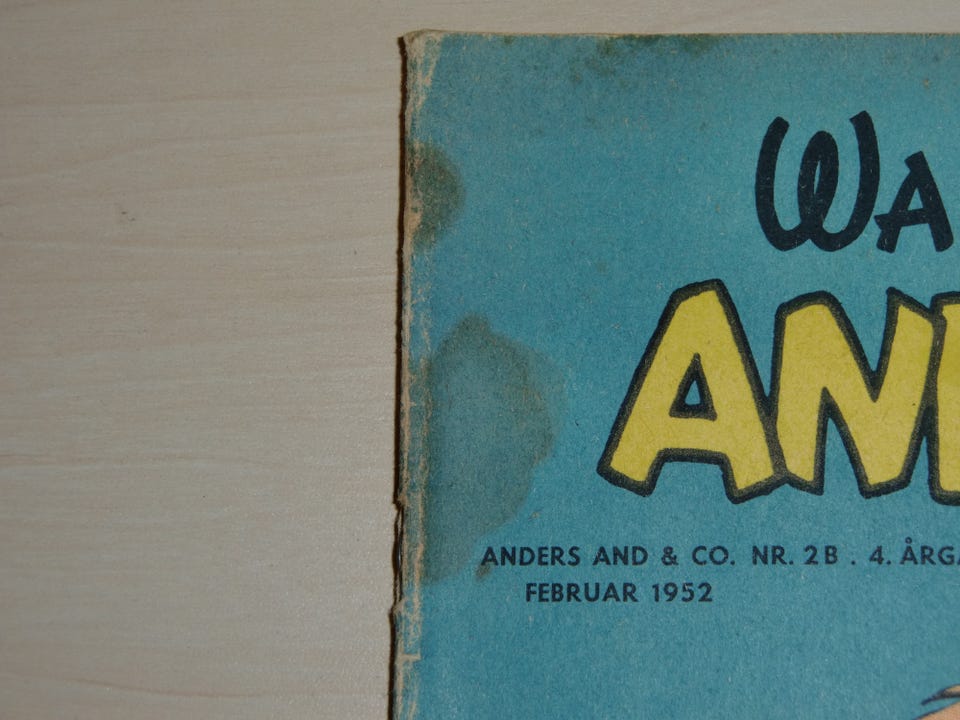 WA
AN
ANDERS AND & CO. NR. 2B . 4. ÅRGA
FEBRUAR 1952